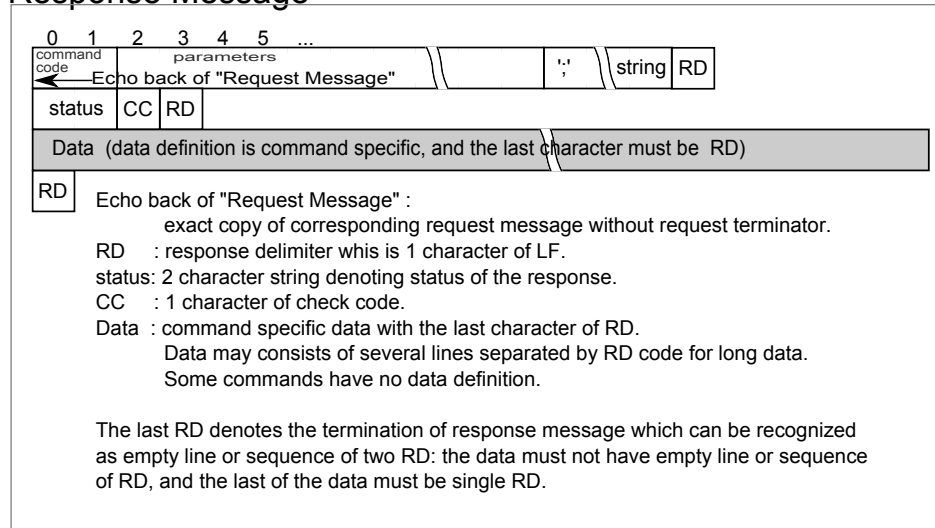 Response Message
0 1 2 3 4 5 ...
command code parameters
Echo back of "Request Message" ';' string RD
status CC RD
Data (data definition is command specific, and the last character must be RD)
RD
Echo back of "Request Message" :
exact copy of corresponding request message without request terminator.
RD : response delimiter whis is 1 character of LF.
status: 2 character string denoting status of the response.
CC : 1 character of check code.
Data : command specific data with the last character of RD.
Data may consists of several lines separated by RD code for long data.
Some commands have no data definition.
The last RD denotes the termination of response message which can be recognized
as empty line or sequence of two RD: the data must not have empty line or sequence
of RD, and the last of the data must be single RD.